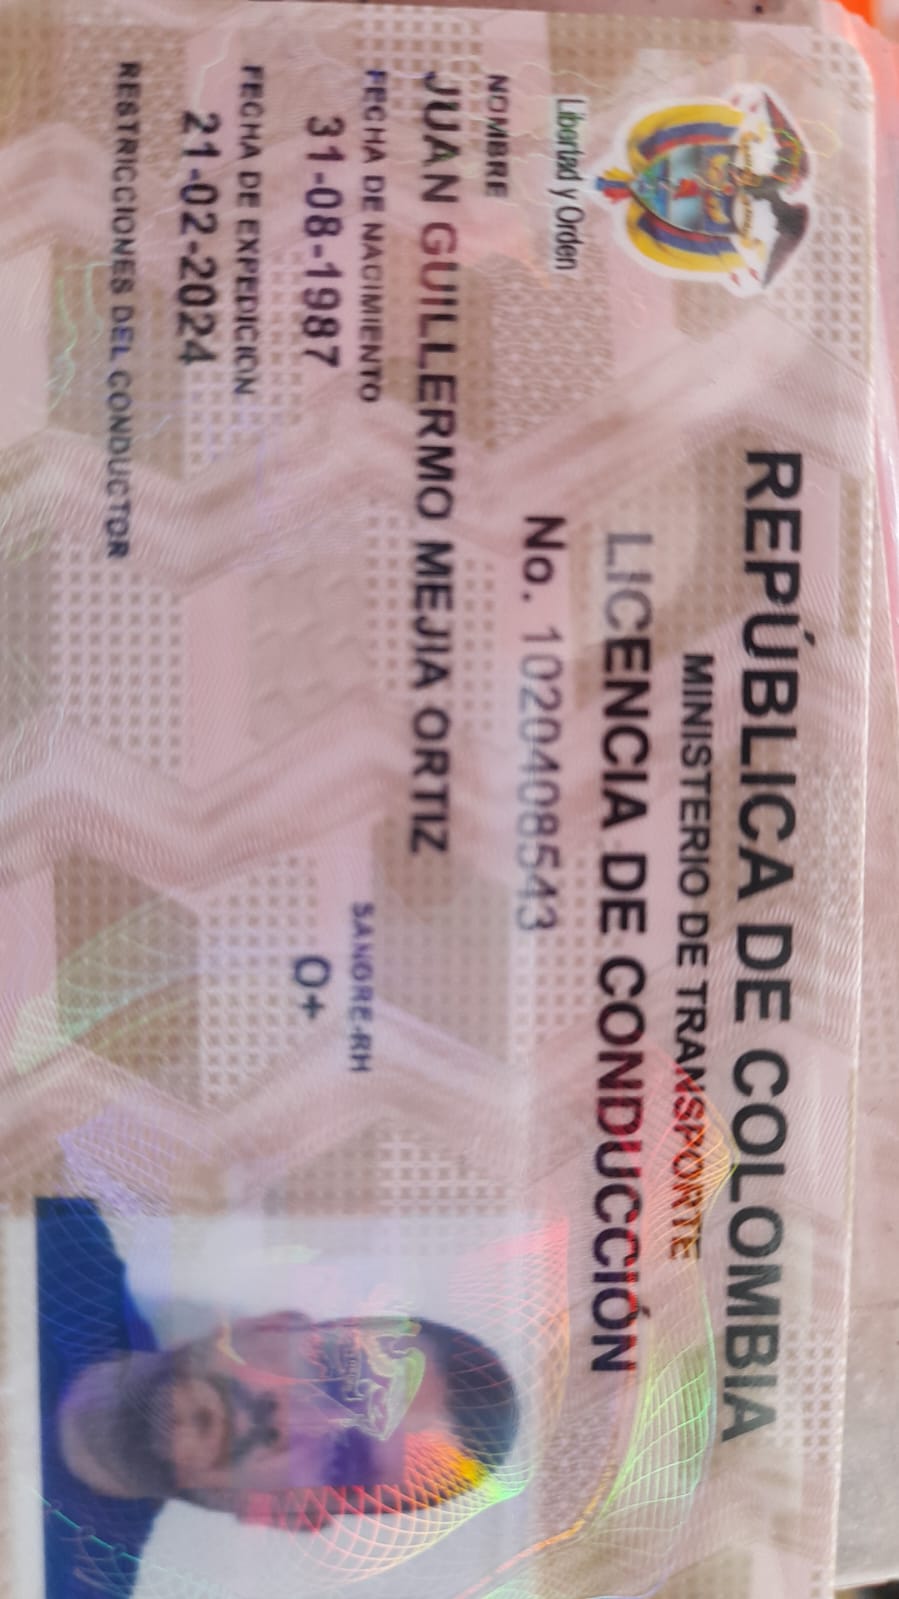 REPÚBLICA DE COLOMBIA
MINISTERIO DE TRANSPORTE
LICENCIA DE CONDUCCIÓN
Libertad y Orden
No. 1020408543
NOMBRE
JUAN GUILLERMO MEJIA ORTIZ
FECHA DE NACIMIENTO
31-08-1987
SANGRE-RH
O+
FECHA DE EXPEDICION
21-02-2024
RESTRICCIONES DEL CONDUCTOR